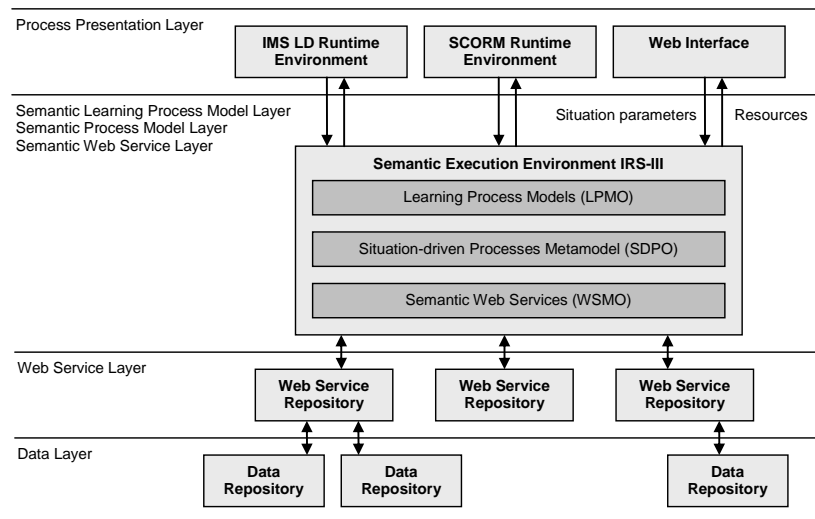 Process Presentation Layer
IMS LD Runtime
Environment
SCORM Runtime
Environment
Web Interface
Semantic Learning Process Model Layer
Semantic Process Model Layer
Semantic Web Service Layer
Situation parameters
Resources
Semantic Execution Environment IRS-III
Learning Process Models (LPMO)
Situation-driven Processes Metamodel (SDPO)
Semantic Web Services (WSMO)
Web Service Layer
Web Service
Repository
Web Service
Repository
Web Service
Repository
Data Layer
Data
Repository
Data
Repository
Data
Repository